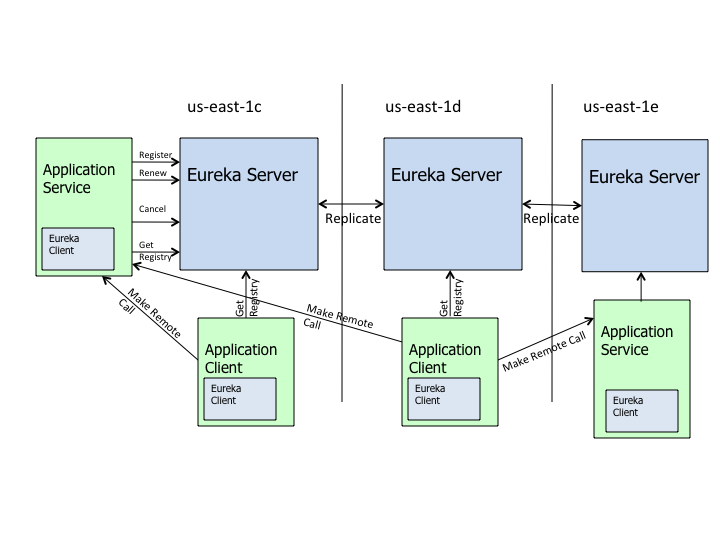 us-east-1c
us-east-1d
us-east-1e
Application
Service
Eureka
Client
Register
Renew
Cancel
Get
Registry
Eureka Server
Replicate
Eureka Server
Replicate
Eureka Server
Make Remote
Call
Get
Registry
Make Remote
Call
Get
Registry
Make Remote Call
Application
Client
Eureka
Client
Application
Client
Eureka
Client
Application
Service
Eureka
Client